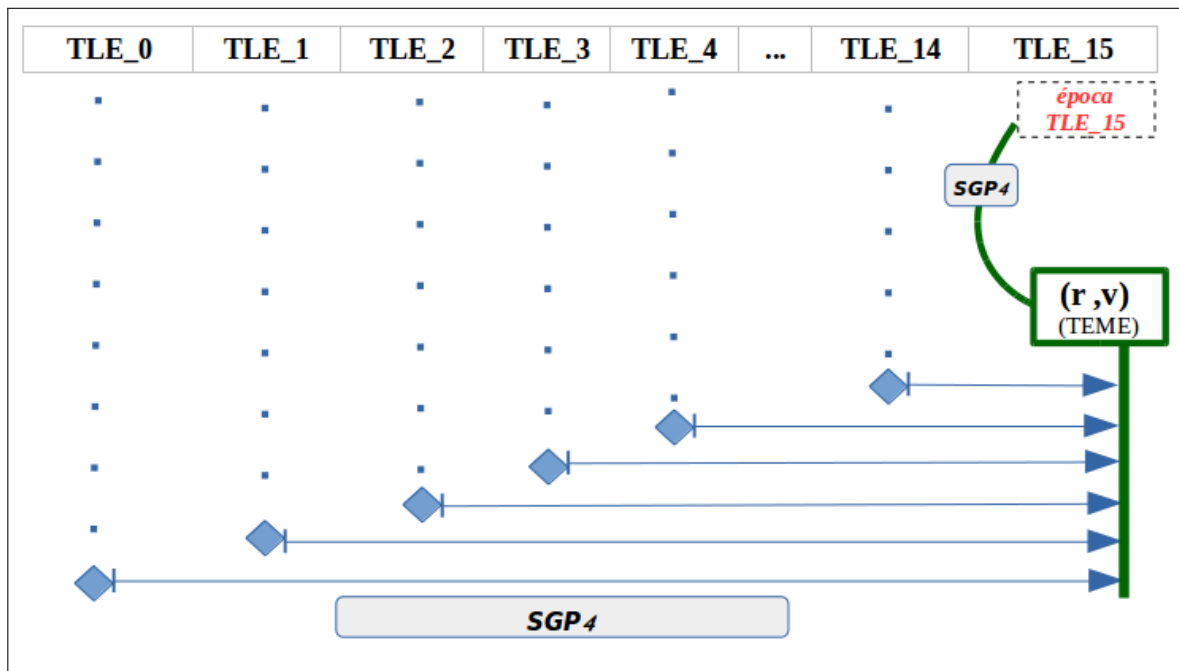 TLE_0 TLE_1 TLE_2 TLE_3 TLE_4 ... TLE_14 TLE_15
época
TLE_15
SGP4
(r ,v)
(TEME)
SGP4